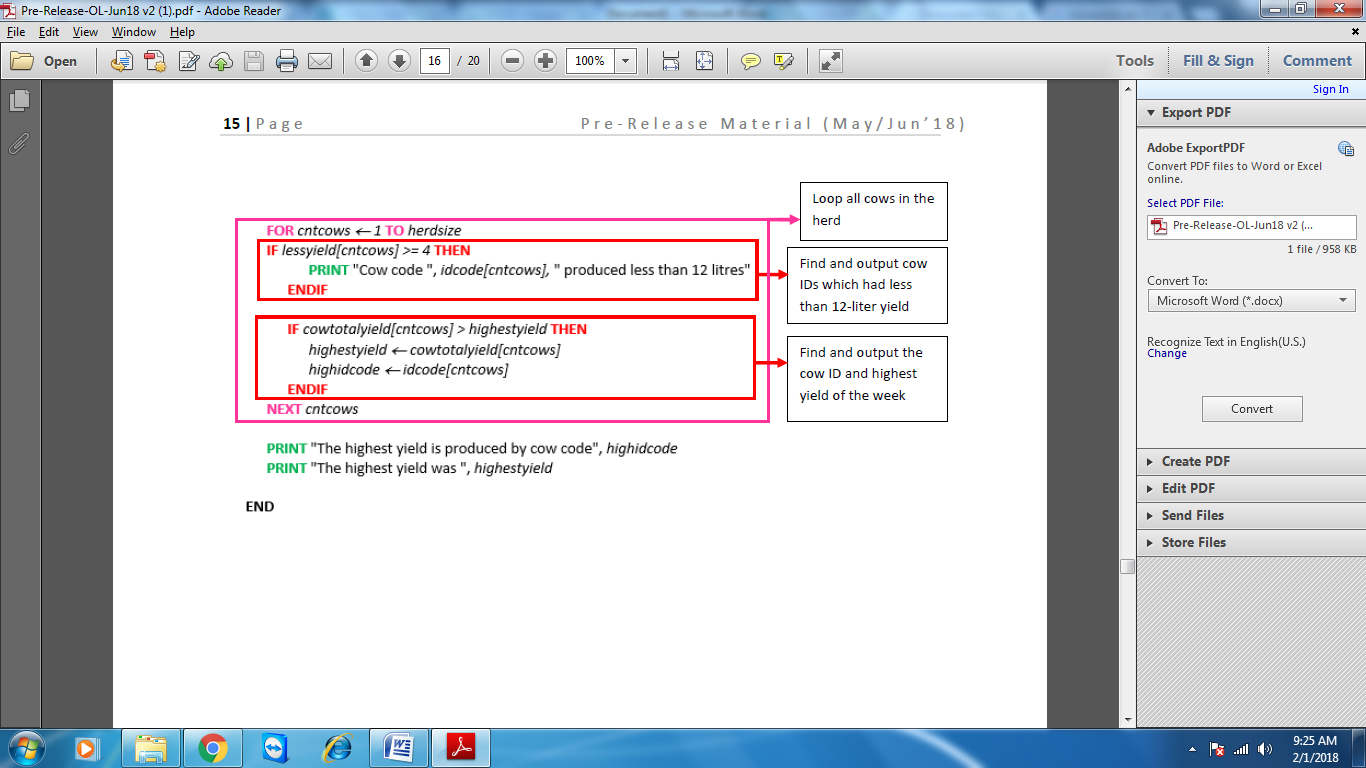 Pre-Release-OL-Jun18 v2 (1).pdf - Adobe Reader
File Edit View Window Help
Open 16 / 20 100% Tools Fill & Sign Comment
Sign In
15 | Page Pre-Release Material (May/Jun’18)
FOR cntcows ← 1 TO herdsize
IF lessyield[cntcows] >= 4 THEN
PRINT "Cow code ", idcode[cntcows], " produced less than 12 litres"
ENDIF
IF cowtotalyield[cntcows] > highestyield THEN
highestyield ← cowtotalyield[cntcows]
highidcode ← idcode[cntcows]
ENDIF
NEXT cntcows
PRINT "The highest yield is produced by cow code", highidcode
PRINT "The highest yield was ", highestyield
END
Loop all cows in the
herd
Find and output cow
IDs which had less
than 12-liter yield
Find and output the
cow ID and highest
yield of the week
Export PDF
Adobe ExportPDF
Convert PDF files to Word or Excel
online.
Select PDF File:
Pre-Release-OL-Jun18 v2 (...
1 file / 958 KB
Convert To:
Microsoft Word (*.docx)
Recognize Text in English(U.S.)
Change
Convert
Create PDF
Edit PDF
Send Files
Store Files
9:25 AM
2/1/2018